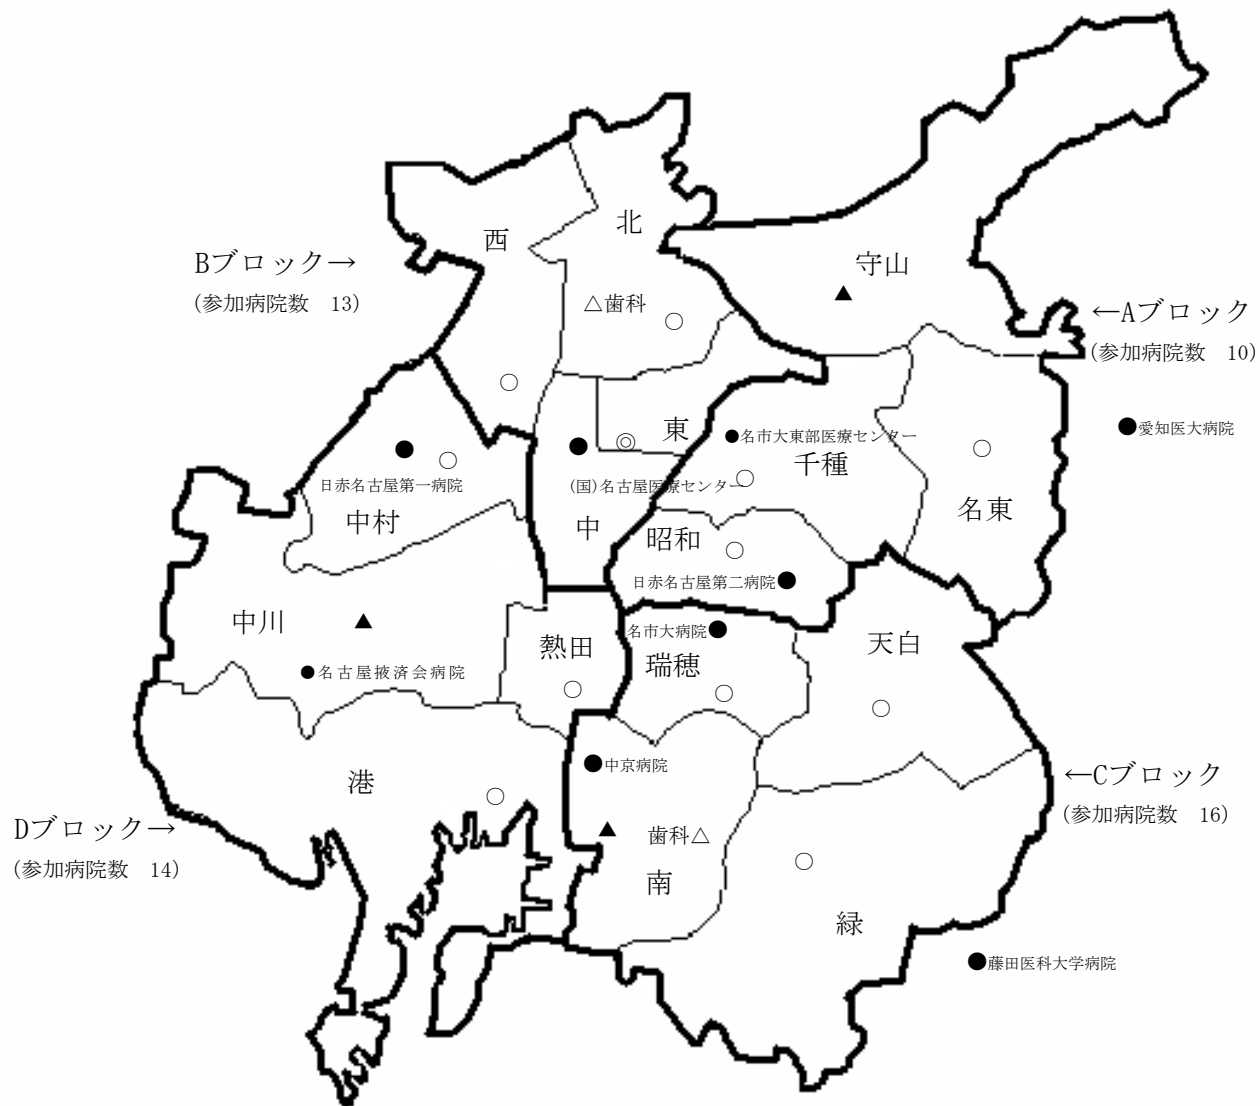 北
西
守山
Bブロック→
(参加病院数 13)
△歯科
←Aブロック
(参加病院数 10)
東
●名市大東部医療センター
●愛知医大病院
千種
日赤名古屋第一病院
(国)名古屋医療センター
名東
中村
中
昭和
日赤名古屋第二病院●
中川
熱田
名市大病院●
瑞穂
天白
●名古屋掖済会病院
●中京病院
港
←Cブロック
(参加病院数 16)
Dブロック→
(参加病院数 14)
歯科△
南
緑
●藤田医科大学病院